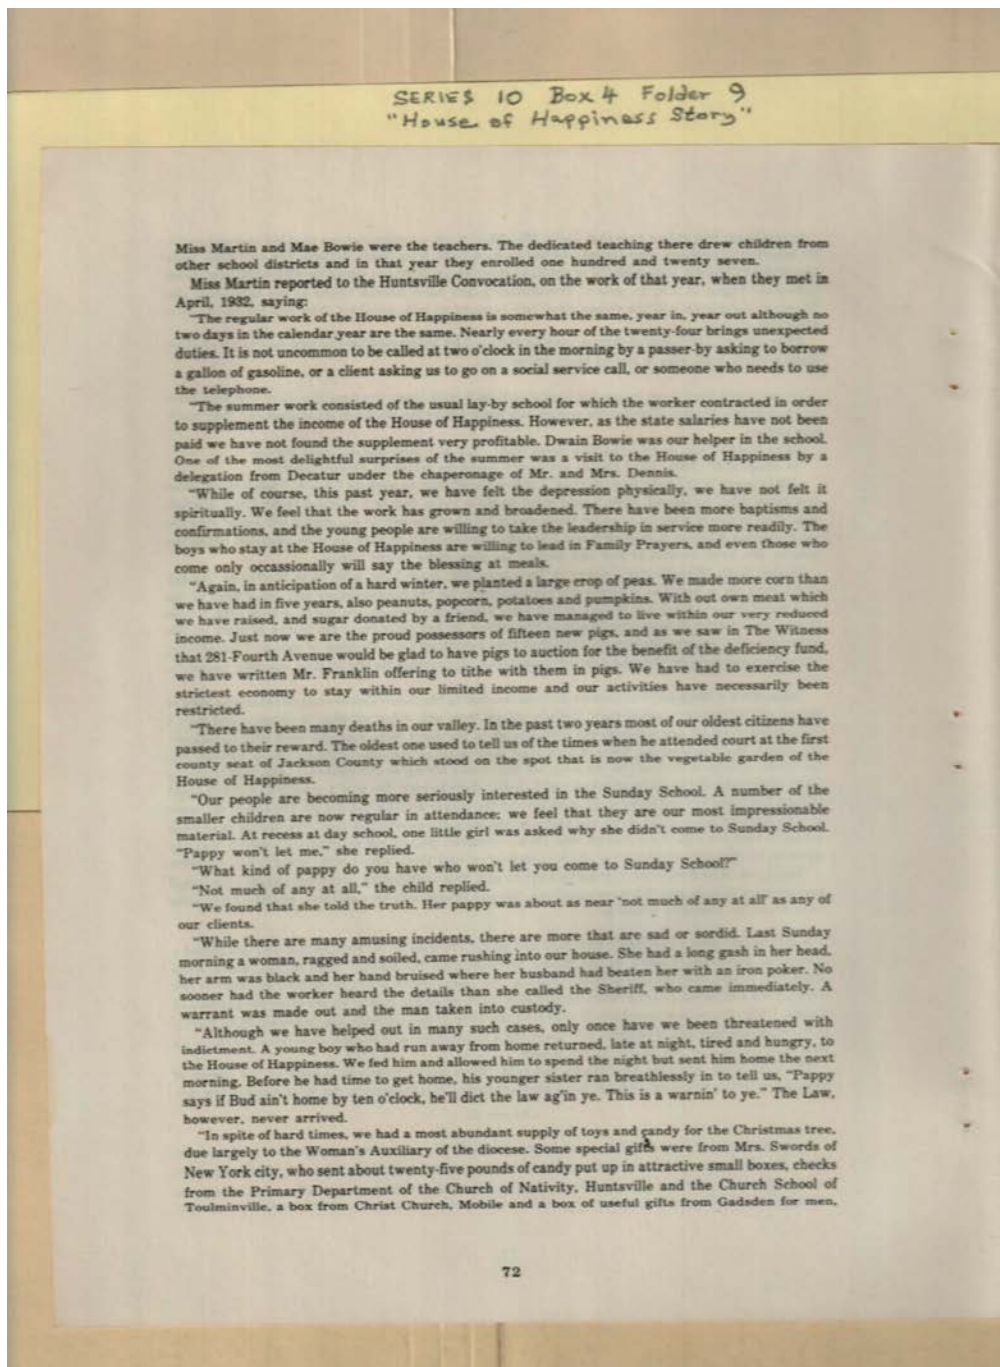 SERIES 10 Box 4 Folder 9
"House of Happiness Story"
Miss Martin and Mae Bowie were the teachers. The dedicated teaching there drew children from
other school districts and in that year they enrolled one hundred and twenty seven.
Miss Martin reported to the Huntsville Convocation, on the work of that year, when they met in
April, 1932, saying:
"The regular work of the House of Happiness is somewhat the same, year in, year out although no
two days in the calendar year are the same. Nearly every hour of the twenty-four brings unexpected
duties. It is not uncommon to be called at two o'clock in the morning by a passer-by asking to borrow
a gallon of gasoline, or a client asking us to go on a social service call, or someone who needs to use
the telephone.
"The summer work consisted of the usual lay-by school for which the worker contracted in order
to supplement the income of the House of Happiness. However, as the state salaries have not been
paid we have not found the supplement very profitable. Dwain Bowie was our helper in the school.
One of the most delightful surprises of the summer was a visit to the House of Happiness by a
delegation from Decatur under the chaperonage of Mr. and Mrs. Dennis.
"While of course, this past year, we have felt the depression physically, we have not felt it
spiritually. We feel that the work has grown and broadened. There have been more baptisms and
confirmations, and the young people are willing to take the leadership in service more readily. The
boys who stay at the House of Happiness are willing to lead in Family Prayers, and even those who
come only occassionally will say the blessing at meals.
"Again, in anticipation of a hard winter, we planted a large crop of peas. We made more corn than
we have had in five years, also peanuts, popcorn, potatoes and pumpkins. With out own meat which
we have raised, and sugar donated by a friend, we have managed to live within our very reduced
income. Just now we are the proud possessors of fifteen new pigs, and as we saw in The Witness
that 281-Fourth Avenue would be glad to have pigs to auction for the benefit of the deficiency fund,
we have written Mr. Franklin offering to tithe with them in pigs. We have had to exercise the
strictest economy to stay within our limited income and our activities have necessarily been
restricted.
"There have been many deaths in our valley. In the past two years most of our oldest citizens have
passed to their reward. The oldest one used to tell us of the times when he attended court at the first
county seat of Jackson County which stood on the spot that is now the vegetable garden of the
House of Happiness.
"Our people are becoming more seriously interested in the Sunday School. A number of the
smaller children are now regular in attendance; we feel that they are our most impressionable
material. At recess at day school, one little girl was asked why she didn't come to Sunday School.
"Pappy won't let me," she replied.
"What kind of pappy do you have who won't let you come to Sunday School?"
"Not much of any at all," the child replied.
"We found that she told the truth. Her pappy was about as near 'not much of any at all' as any of
our clients.
"While there are many amusing incidents, there are more that are sad or sordid. Last Sunday
morning a woman, ragged and soiled, came rushing into our house. She had a long gash in her head,
her arm was black and her hand bruised where her husband had beaten her with an iron poker. No
sooner had the worker heard the details than she called the Sheriff, who came immediately. A
warrant was made out and the man taken into custody.
"Although we have helped out in many such cases, only once have we been threatened with
indictment. A young boy who had run away from home returned, late at night, tired and hungry, to
the House of Happiness. We fed him and allowed him to spend the night but sent him home the next
morning. Before he had time to get home, his younger sister ran breathlessly in to tell us, "Pappy
says if Bud ain't home by ten o'clock, he'll dict the law ag'in ye. This is a warnin' to ye." The Law,
however, never arrived.
"In spite of hard times, we had a most abundant supply of toys and candy for the Christmas tree,
due largely to the Woman's Auxiliary of the diocese. Some special gifts were from Mrs. Swords of
New York city, who sent about twenty-five pounds of candy put up in attractive small boxes, checks
from the Primary Department of the Church of Nativity, Huntsville and the Church School of
Toulminville, a box from Christ Church, Mobile and a box of useful gifts from Gadsden for men,
72